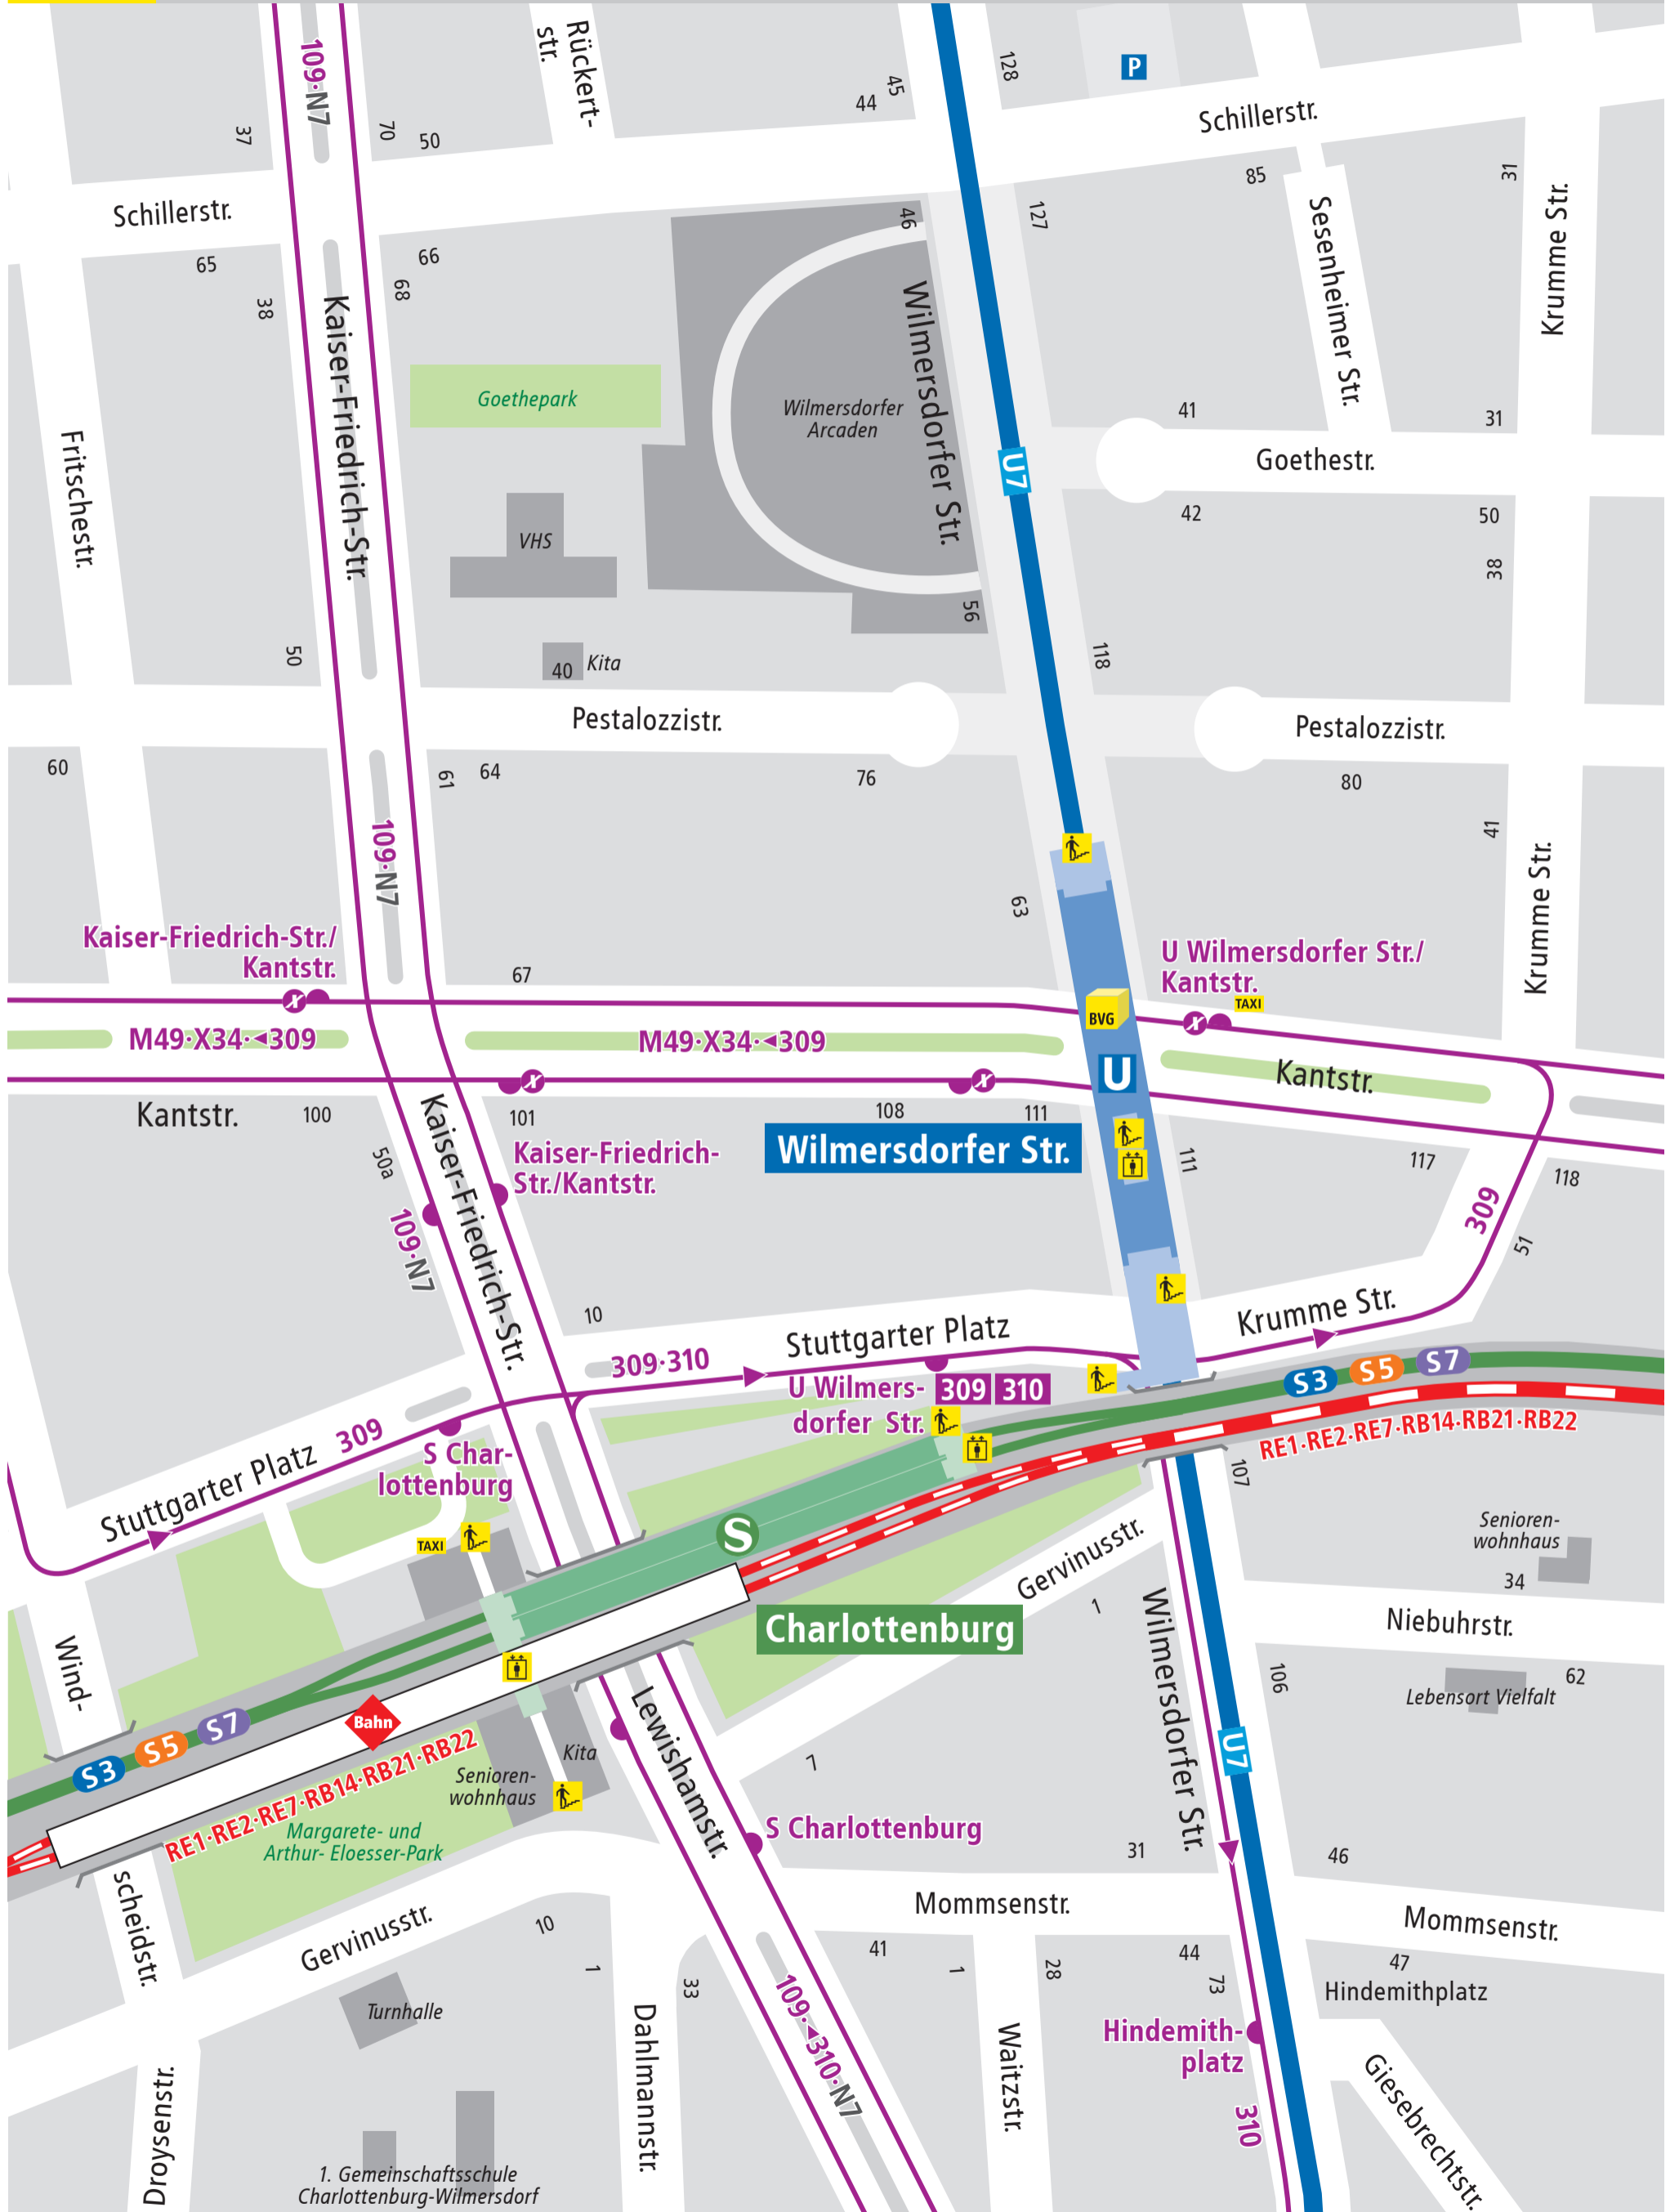 109·N7
Rückert-
str.
45
128
P
44
Schillerstr.
37
70
50
85
31
Schillerstr.
46
127
Sesenheimer Str.
Krumme Str.
65
66
38
68
Kaiser-Friedrich-Str.
Wilmersdorfer Str.
Goethepark
Wilmersdorfer
Arcaden
41
31
Fritschestr.
U7
Goethestr.
42
50
VHS
38
56
50
40
Kita
118
Pestalozzistr.
Pestalozzistr.
60
61
64
76
80
41
109·N7
63
Krumme Str.
Kaiser-Friedrich-Str./
Kantstr.
67
U Wilmersdorfer Str./
Kantstr.
TAXI
X
BVG
X
M49·X34·◄309
M49·X34·◄309
U
Kantstr.
X
X
Kantstr.
100
101
108
111
Kaiser-Friedrich-Str.
50a
Kaiser-Friedrich-
Str./Kantstr.
Wilmersdorfer Str.
111
117
118
109·N7
309
51
10
Stuttgarter Platz
Krumme Str.
309·310
U Wilmers-
dorfer Str.
309
310
S3
S5
S7
RE1·RE2·RE7·RB14·RB21·RB22
309
S Char-
lottenburg
Stuttgarter Platz
107
TAXI
S
Gervinusstr.
Senioren-
wohnhaus
34
1
Charlottenburg
Niebuhrstr.
Wind-
scheidstr.
Wilmersdorfer Str.
106
62
Lebensort Vielfalt
S3
S5
S7
Bahn
RE1·RE2·RE7·RB14·RB21·RB22
Kita
Senioren-
wohnhaus
Lewishamstr.
7
U7
Margarete- und
Arthur- Eloesser-Park
S Charlottenburg
31
46
Mommsenstr.
Mommsenstr.
Gervinusstr.
10
1
33
41
1
28
44
73
47
Hindemithplatz
Turnhalle
109·◄310·N7
Dahlmannstr.
Waitzstr.
Hindemith-
platz
Giesebrechtstr.
310
Droysenstr.
1. Gemeinschaftsschule
Charlottenburg-Wilmersdorf